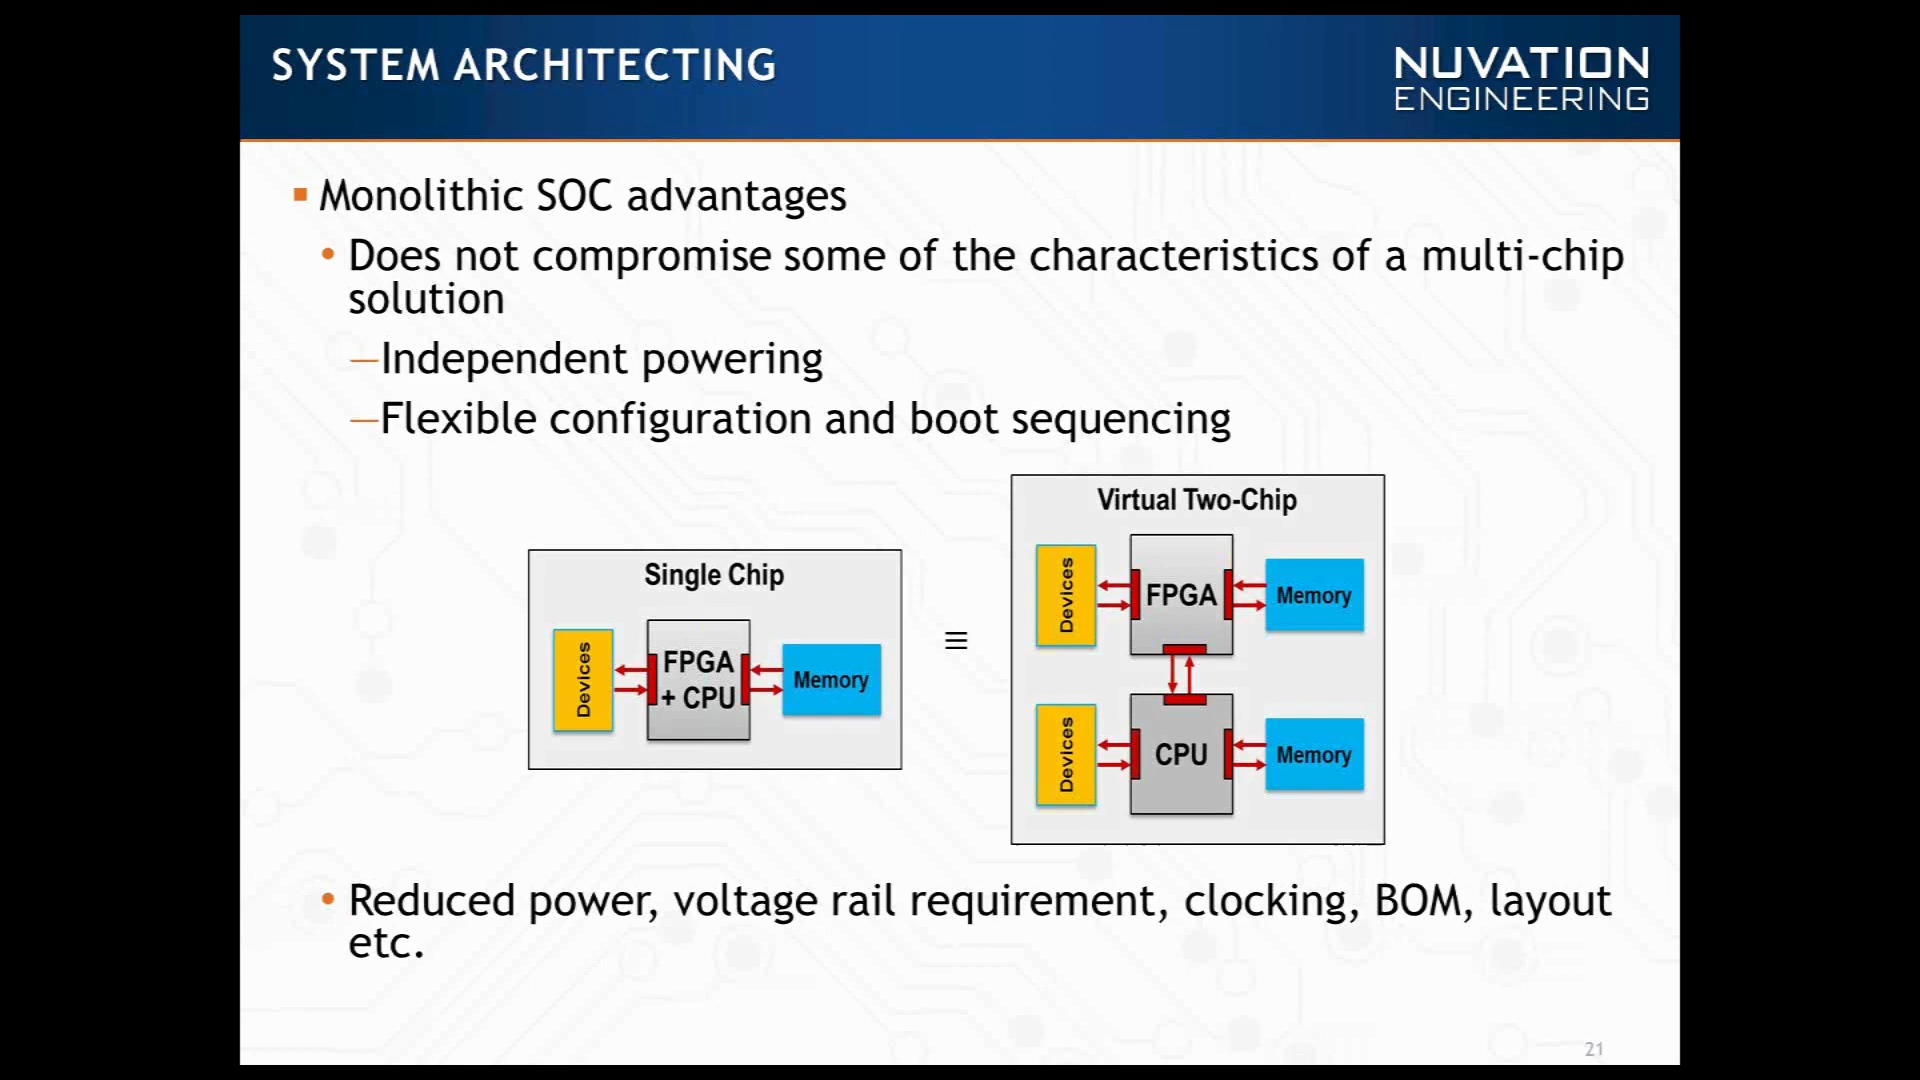 SYSTEM ARCHITECTING
NUVATION
ENGINEERING
Monolithic SOC advantages
Does not compromise some of the characteristics of a multi-chip
solution
—Independent powering
—Flexible configuration and boot sequencing
Single Chip
Devices
FPGA
+ CPU
Memory
≡
Virtual Two-Chip
Devices
FPGA
Memory
Devices
CPU
Memory
Reduced power, voltage rail requirement, clocking, BOM, layout
etc.
21